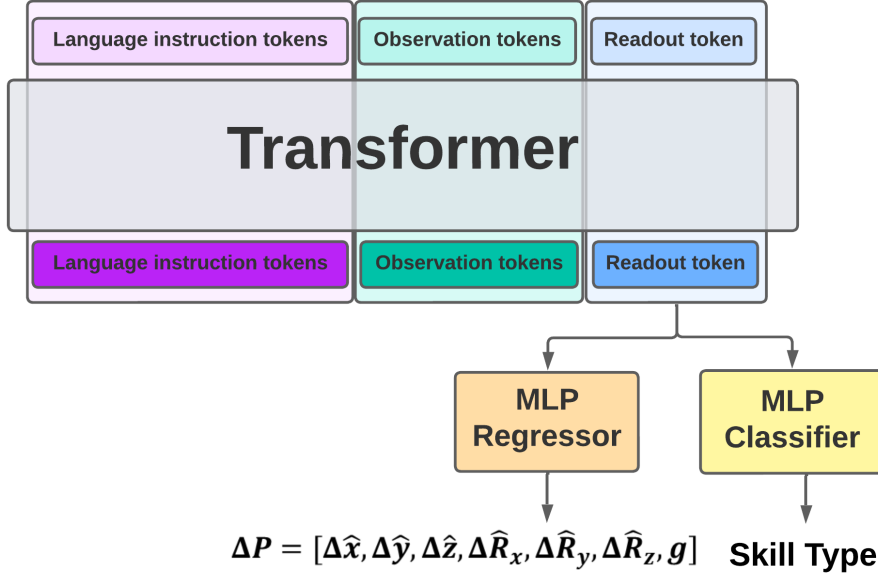 Language instruction tokens Observation tokens Readout token
Transformer
Language instruction tokens Observation tokens Readout token
MLP
Regressor
MLP
Classifier
ΔP = [Δx̂, Δŷ, Δẑ, ΔR̂ₓ, ΔR̂ᵧ, ΔR̂_z, g]
Skill Type